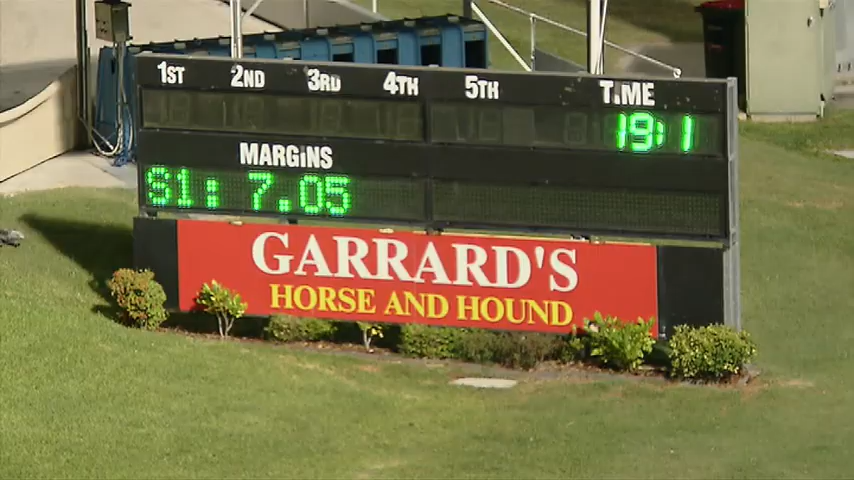 1ST 2ND 3RD 4TH 5TH TIME
19:1
MARGINS
S1: 7.05
GARRARD'S
HORSE AND HOUND